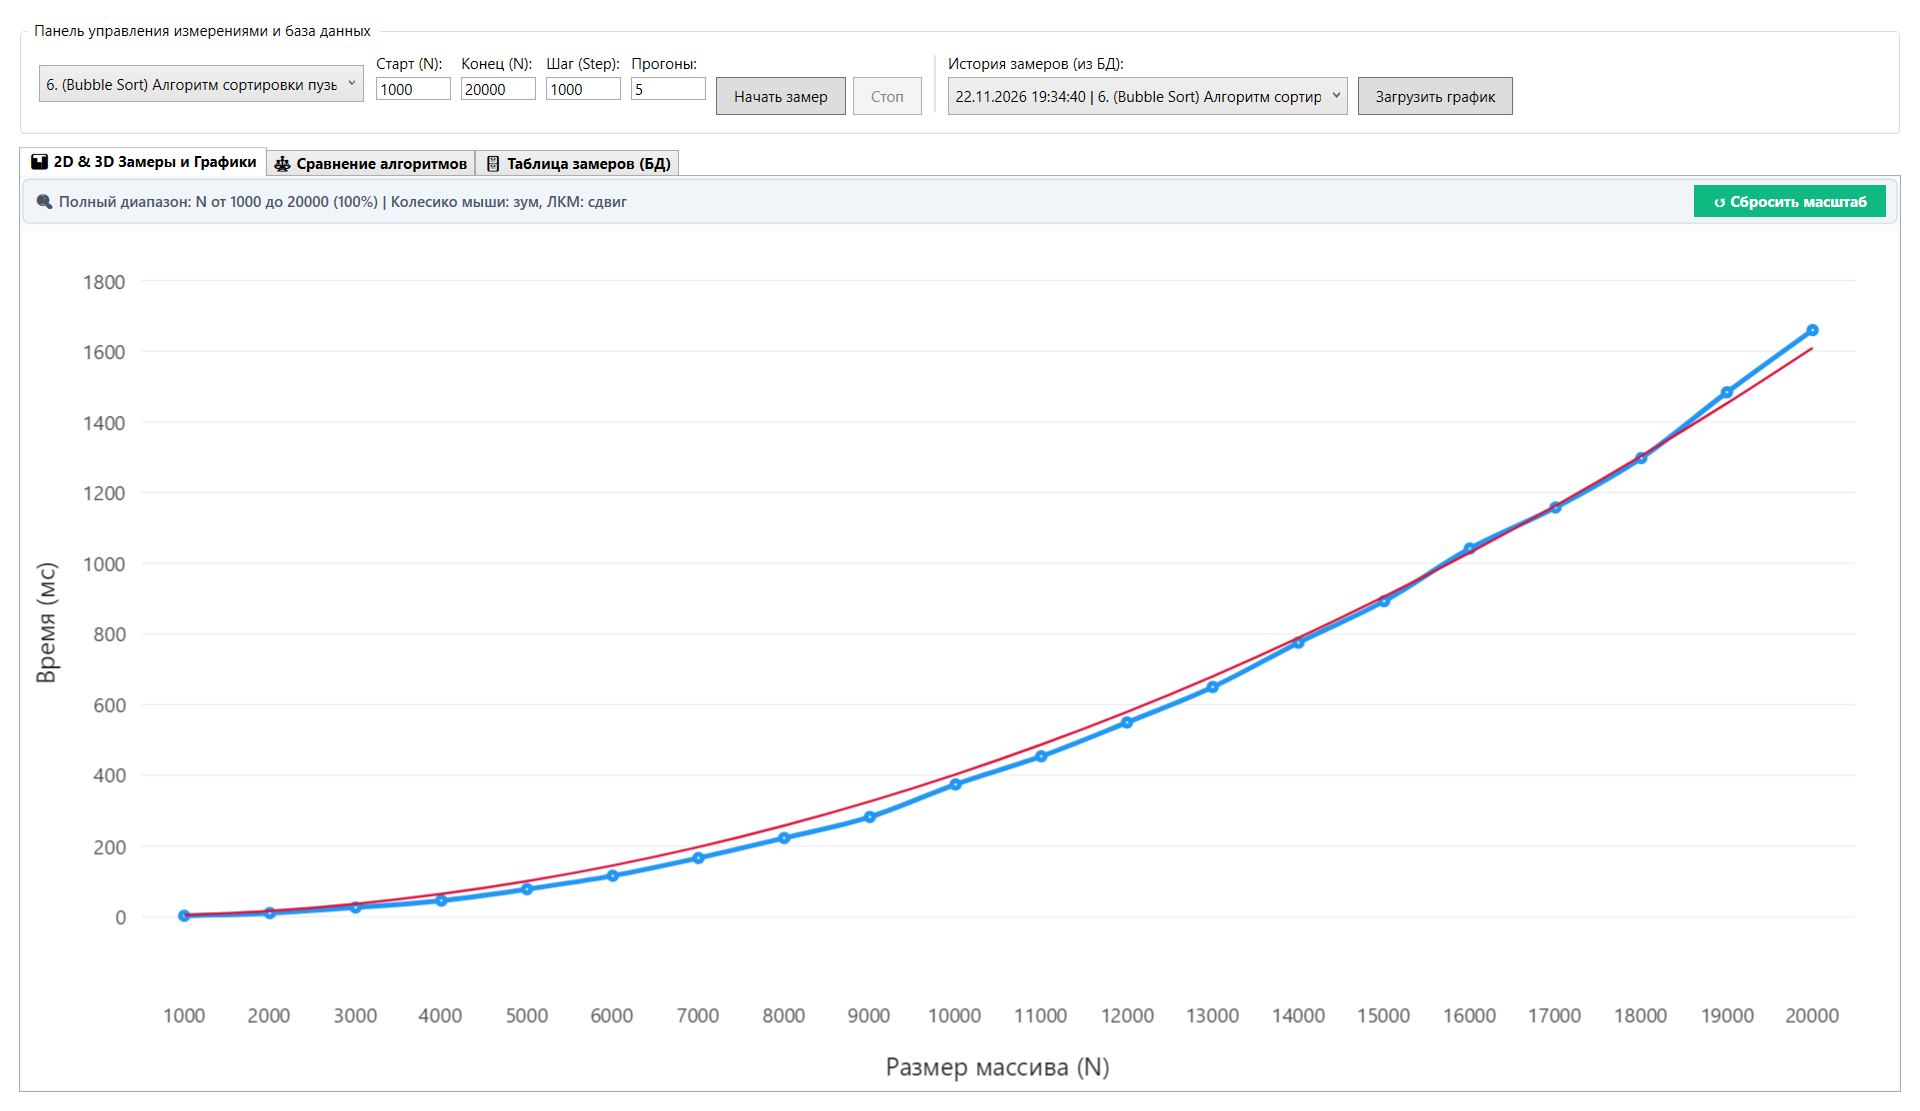 Панель управления измерениями и база данных
6. (Bubble Sort) Алгоритм сортировки пузь
Старт (N):
1000
Конец (N):
20000
Шаг (Step):
1000
Прогоны:
5
Начать замер
Стоп
История замеров (из БД):
22.11.2026 19:34:40 | 6. (Bubble Sort) Алгоритм сортир
Загрузить график
2D & 3D Замеры и Графики
Сравнение алгоритмов
Таблица замеров (БД)
Полный диапазон: N от 1000 до 20000 (100%) | Колесико мыши: зум, ЛКМ: сдвиг
↺ Сбросить масштаб
1800
1600
1400
1200
1000
800
600
400
200
0
Время (мс)
1000 2000 3000 4000 5000 6000 7000 8000 9000 10000 11000 12000 13000 14000 15000 16000 17000 18000 19000 20000
Размер массива (N)